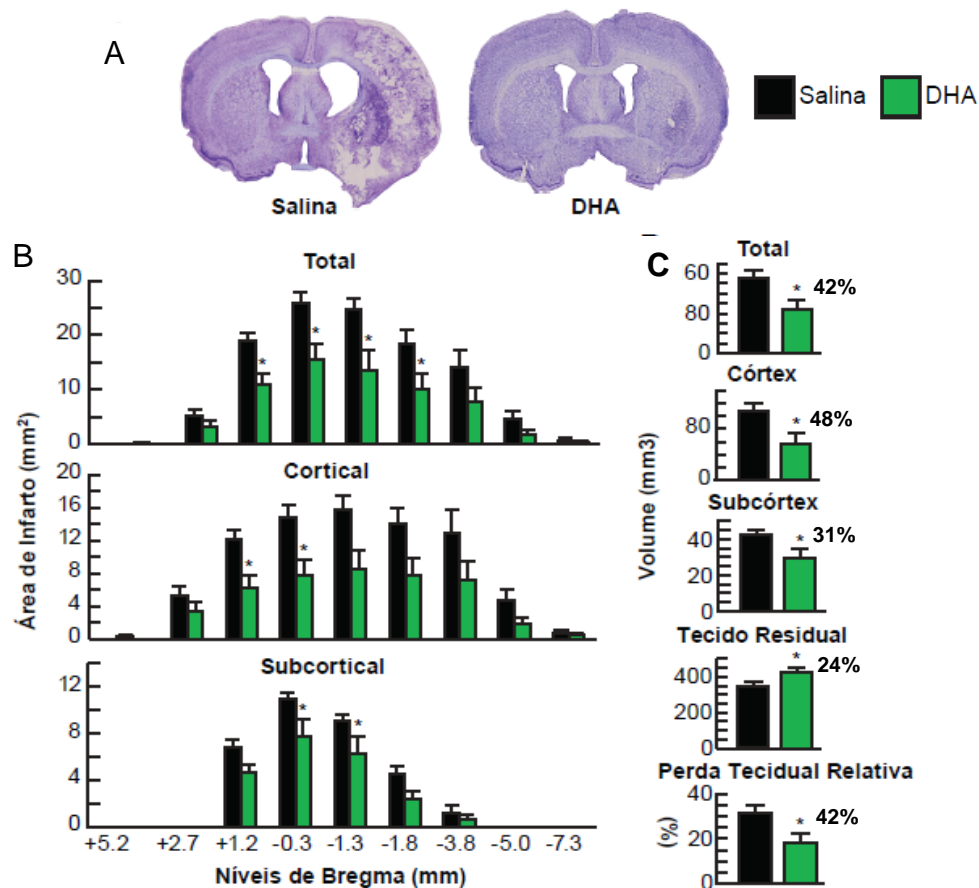 A
Salina
DHA
Salina
DHA
B
Total
30
20
10
0
Cortical
20
16
12
8
4
0
Subcortical
12
8
4
0
* * * *
* *
* *
Área de Infarto (mm²)
+5.2 +2.7 +1.2 -0.3 -1.3 -1.8 -3.8 -5.0 -7.3
Níveis de Bregma (mm)
C
Total
60
80
0
* 42%
Córtex
80
0
* 48%
Subcórtex
40
20
0
* 31%
Tecido Residual
400
200
0
* 24%
Perda Tecidual Relativa
40
20
0
* 42%
Volume (mm3)
(%)